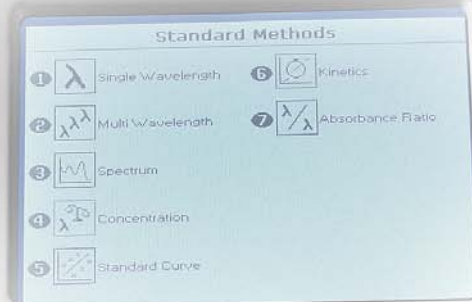 Standard Methods
1 λ Single Wavelength
2 λλλ Multi Wavelength
3 Spectrum
4 λ Concentration
5 Standard Curve
6 Kinetics
7 λ/λ Absorbance Ratio